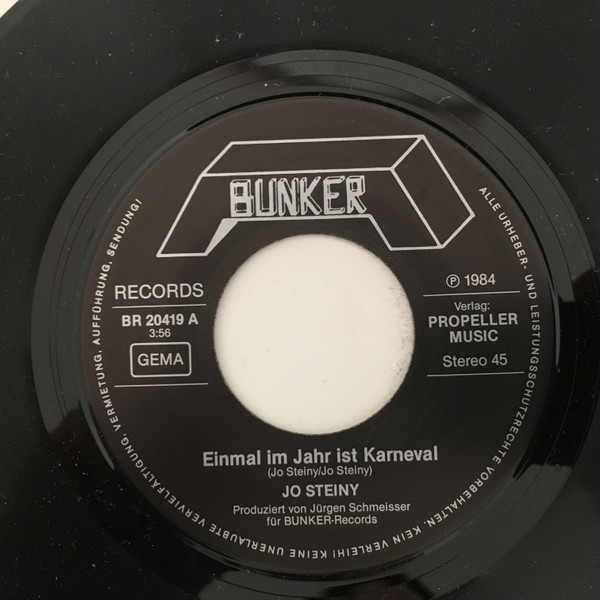 BUNKER
RECORDS
BR 20419 A
3:56
GEMA
℗ 1984
Verlag:
PROPELLER
MUSIC
Stereo 45
Einmal im Jahr ist Karneval
(Jo Steiny/Jo Steiny)
JO STEINY
Produziert von Jürgen Schmeisser
für BUNKER-Records
ALLE URHEBER- UND LEISTUNGSSCHUTZRECHTE VORBEHALTEN. KEIN VERLEIH! KEINE UNERLAUBTE VERVIELFÄLTIGUNG, VERMIETUNG, AUFFÜHRUNG, SENDUNG!